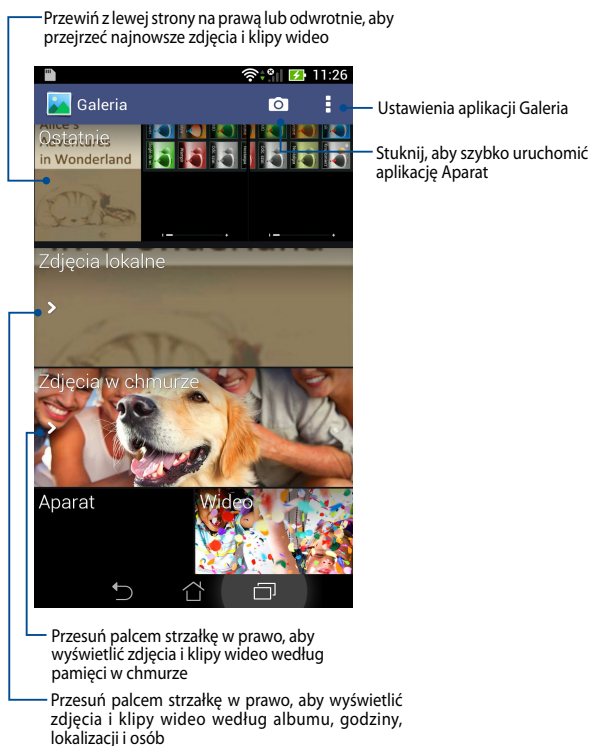 Przewiń z lewej strony na prawą lub odwrotnie, aby
przejrzeć najnowsze zdjęcia i klipy wideo
11:26
Galeria
Ustawienia aplikacji Galeria
Stuknij, aby szybko uruchomić
aplikację Aparat
Alice's
Ostatnie
Adventures
in Wonderland
Zdjęcia lokalne
Zdjęcia w chmurze
Aparat
Wideo
Przesuń palcem strzałkę w prawo, aby
wyświetlić zdjęcia i klipy wideo według
pamięci w chmurze
Przesuń palcem strzałkę w prawo, aby wyświetlić
zdjęcia i klipy wideo według albumu, godziny,
lokalizacji i osób